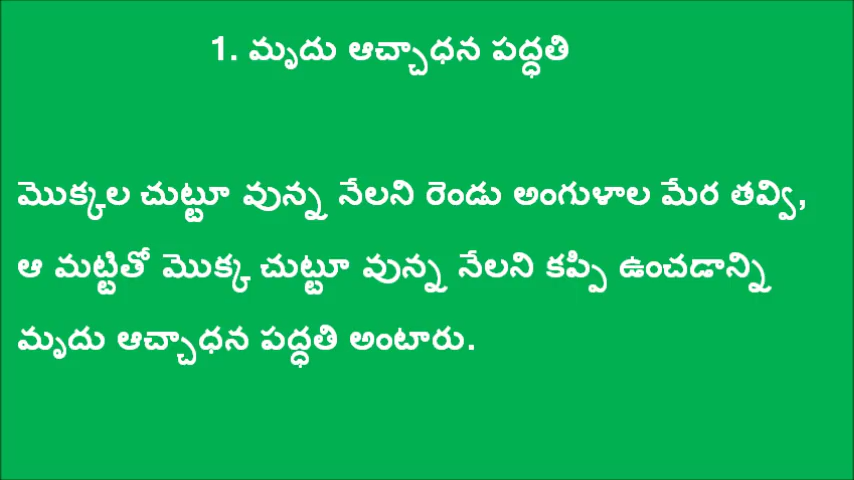 1. మృదు ఆచ్చాధన పద్ధతి
మొక్కల చుట్టూ వున్న నేలని రెండు అంగుళాల మేర తవ్వి,
ఆ మట్టితో మొక్క చుట్టూ వున్న నేలని కప్పి ఉంచడాన్ని
మృదు ఆచ్చాధన పద్ధతి అంటారు.